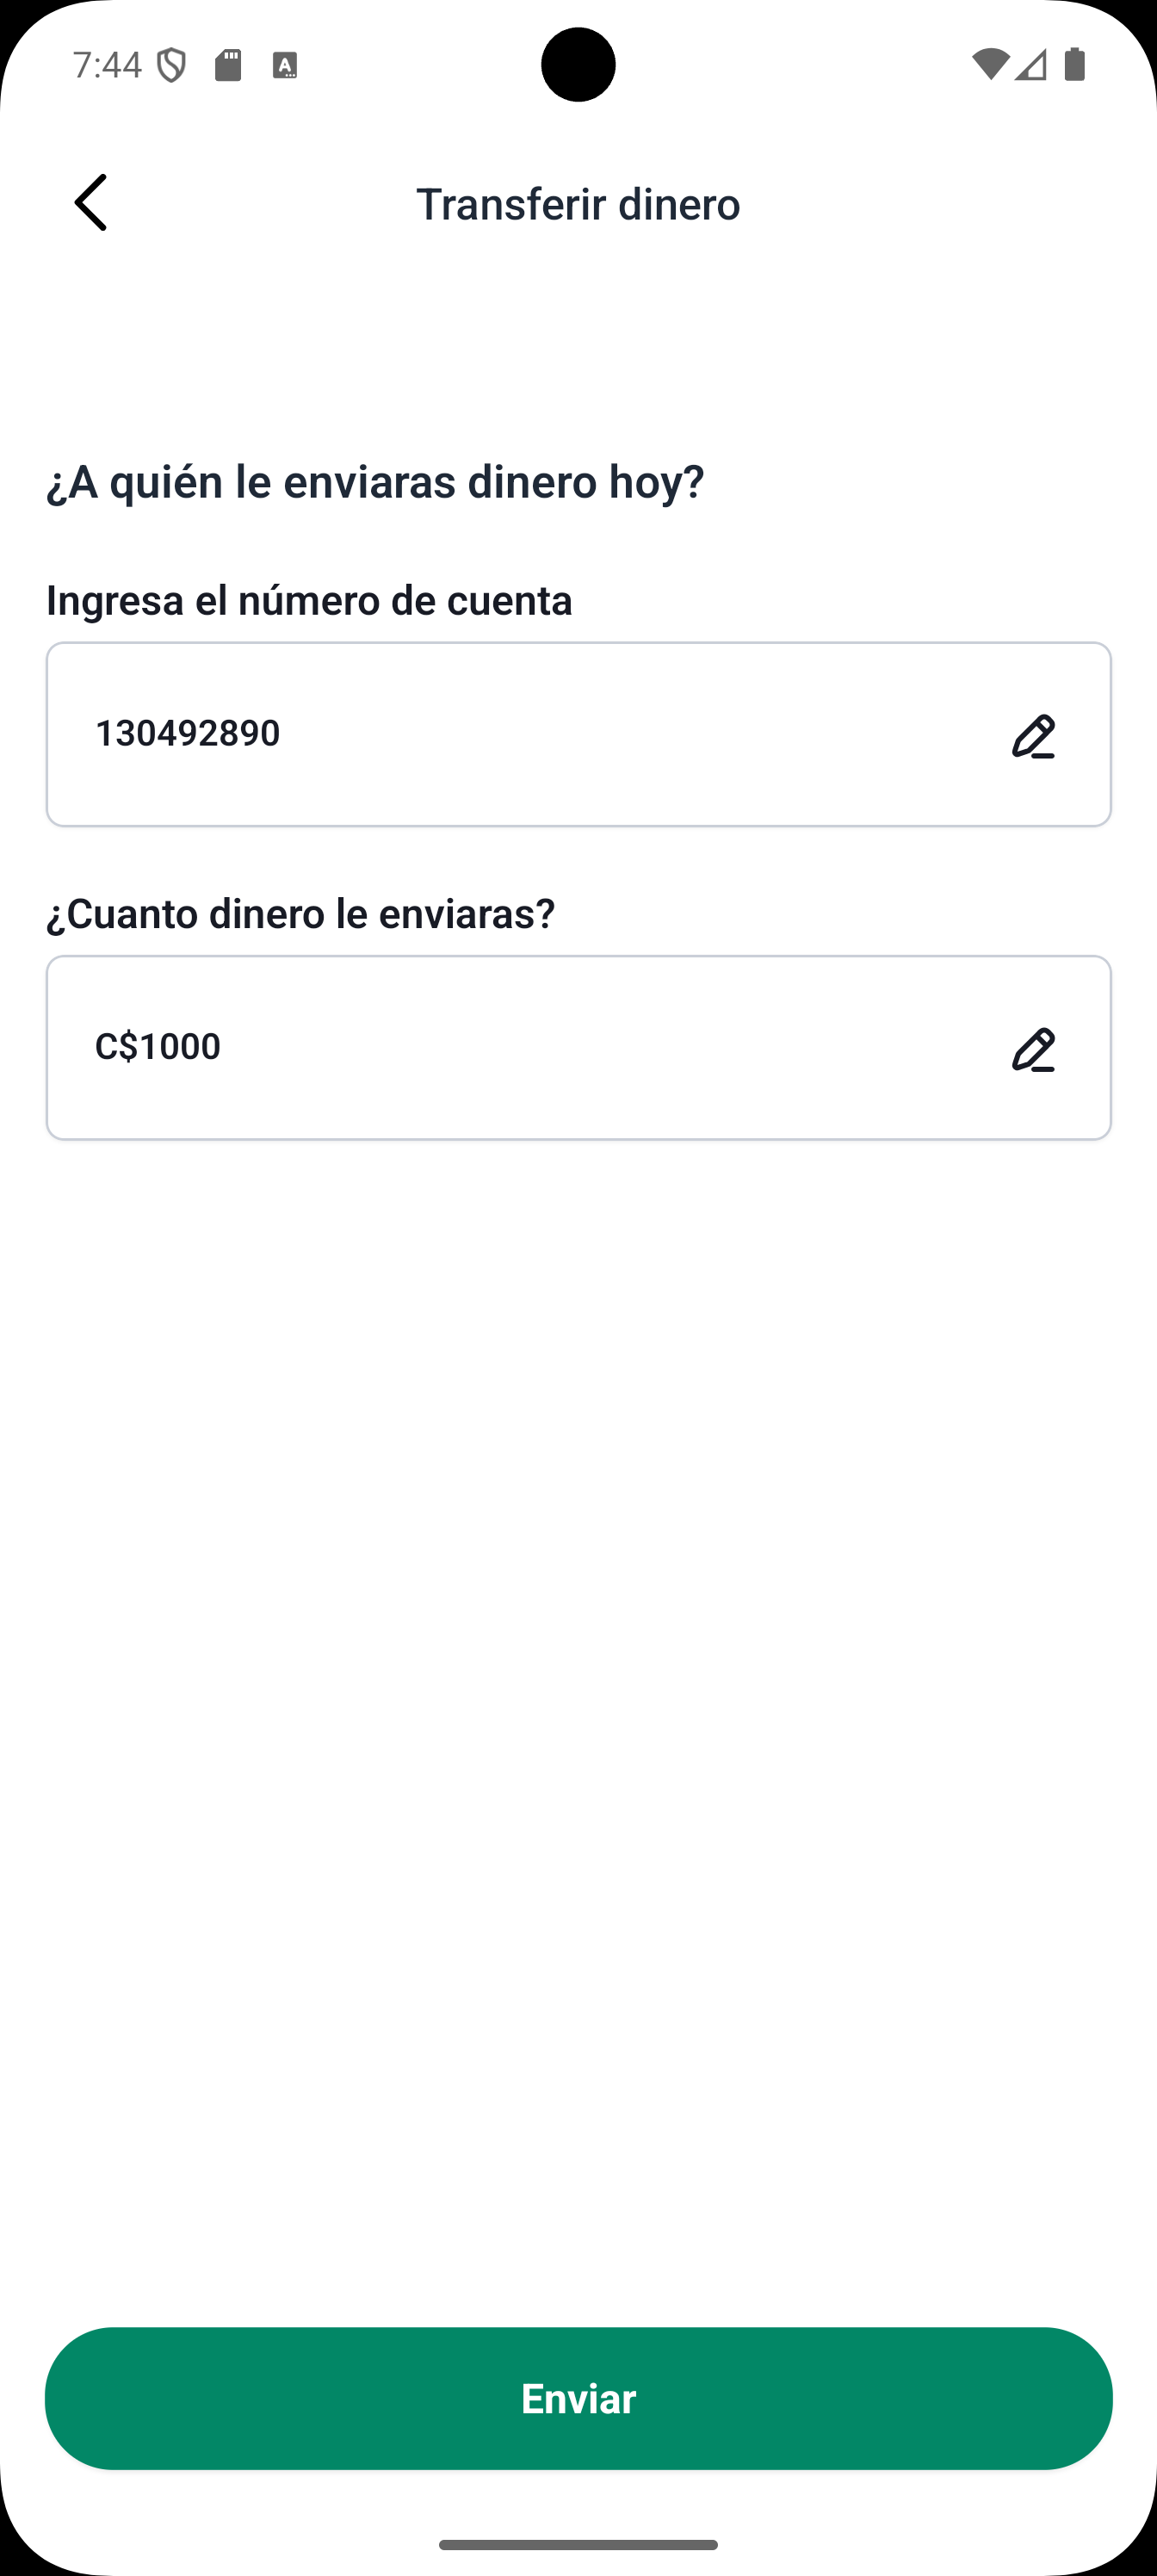 7:44
Transferir dinero
¿A quién le enviaras dinero hoy?
Ingresa el número de cuenta
130492890
¿Cuanto dinero le enviaras?
C$1000
Enviar